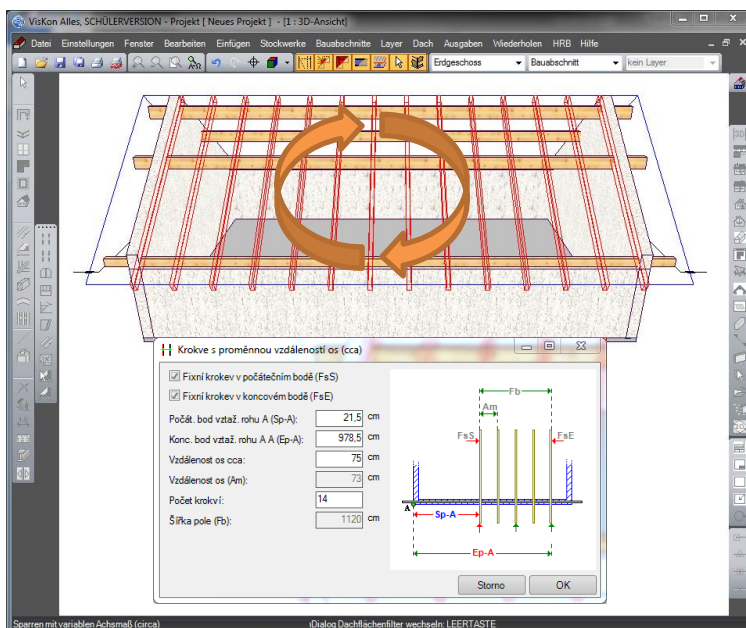 VisKon Alles, SCHÜLERVERSION - Projekt [ Neues Projekt ] - [1 : 3D-Ansicht]
Datei Einstellungen Fenster Bearbeiten Einfügen Stockwerke Bauabschnitte Layer Dach Ausgaben Wiederholen HRB Hilfe
Erdgeschoss Bauabschnitt kein Layer
Krokve s proměnnou vzdáleností os (cca)
Fixní krokev v počátečním bodě (FsS)
Fixní krokev v koncovém bodě (FsE)
Počát. bod vztaž. rohu A (Sp-A): 21,5 cm
Konc. bod vztaž. rohu A A (Ep-A): 978,5 cm
Vzdálenost os cca: 75 cm
Vzdálenost os (Am): 73 cm
Počet krokví: 14
Šířka pole (Fb): 1120 cm
Fb
Am
FsS FsE
A
Sp-A
Ep-A
Storno OK
Sparren mit variablen Achsmaß (circa) Dialog Dachflächenfilter wechseln: LEERTASTE